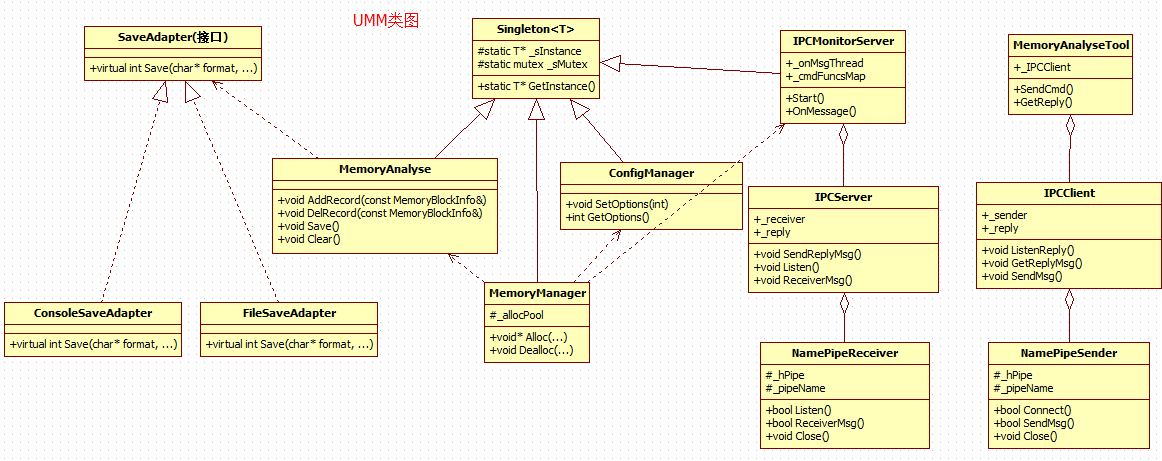 UMM类图
SaveAdapter(接口)
+virtual int Save(char* format, ...)
Singleton<T>
#static T* _sInstance
#static mutex _sMutex
+static T* GetInstance()
IPCMonitorServer
+_onMsgThread
+_cmdFuncsMap
+Start()
+OnMessage()
MemoryAnalyseTool
+_IPCClient
+SendCmd()
+GetReply()
MemoryAnalyse
+void AddRecord(const MemoryBlockInfo&)
+void DelRecord(const MemoryBlockInfo&)
+void Save()
+void Clear()
ConfigManager
+void SetOptions(int)
+int GetOptions()
IPCServer
+_receiver
+_reply
+void SendReplyMsg()
+void Listen()
+void ReceiverMsg()
IPCClient
+_sender
+_reply
+void ListenReply()
+void GetReplyMsg()
+void SendMsg()
ConsoleSaveAdapter
+virtual int Save(char* format, ...)
FileSaveAdapter
+virtual int Save(char* format, ...)
MemoryManager
#_allocPool
+void* Alloc(...)
+void Dealloc(...)
NamePipeReceiver
#_hPipe
#_pipeName
+bool Listen()
+bool ReceiverMsg()
+void Close()
NamePipeSender
#_hPipe
#_pipeName
+bool Connect()
+bool SendMsg()
+void Close()